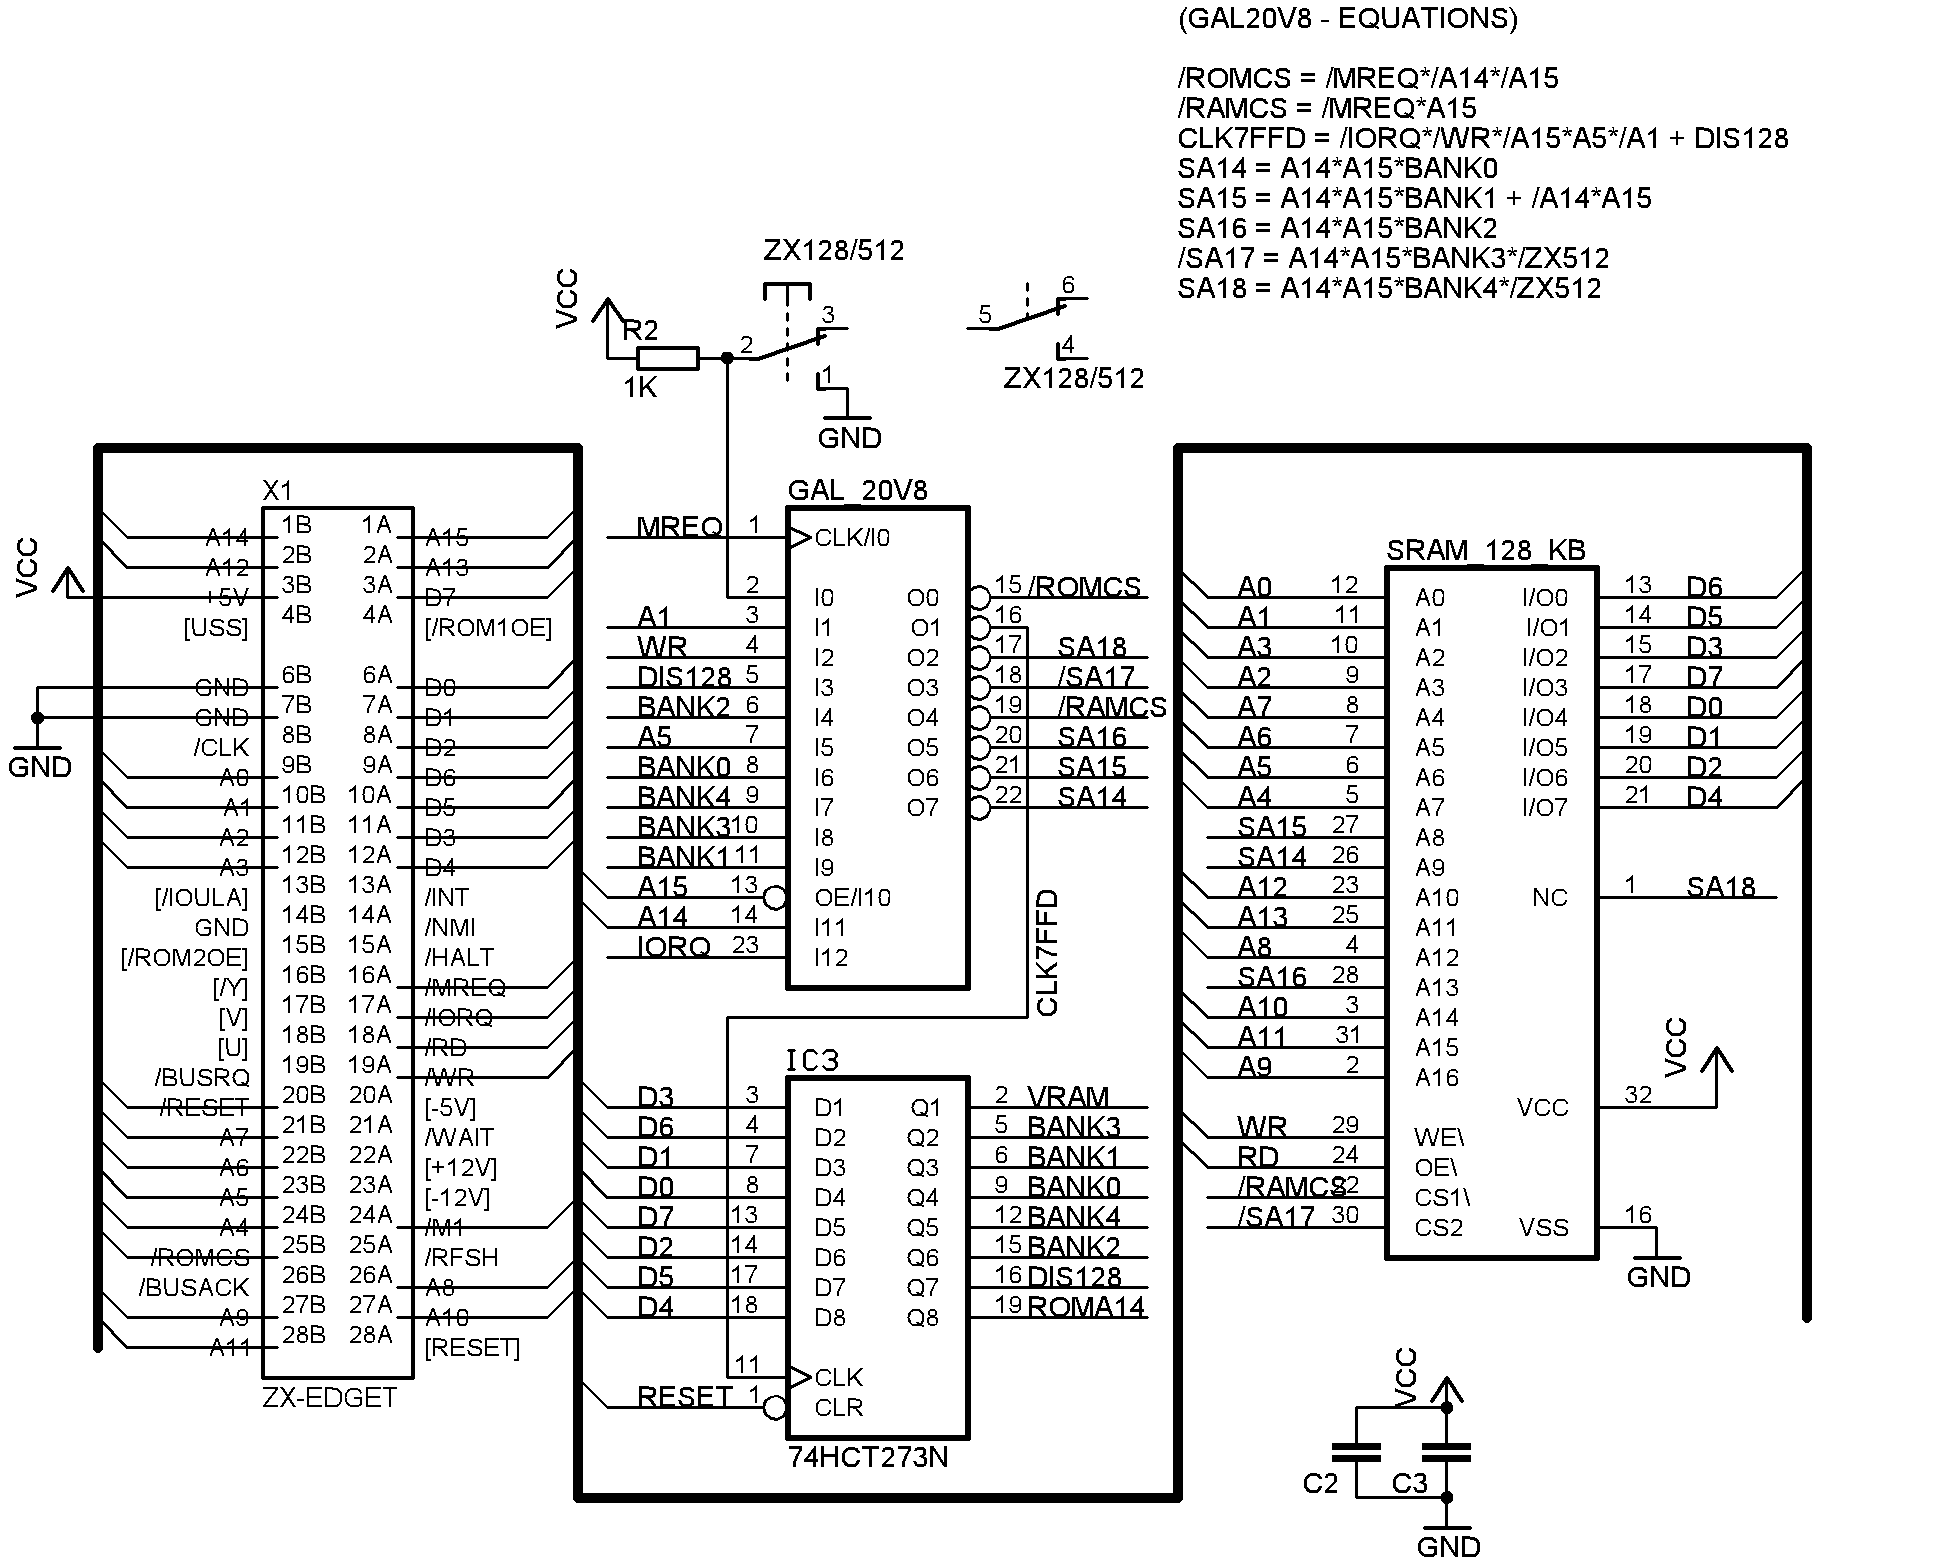 (GAL20V8 - EQUATIONS)
/ROMCS = /MREQ*/A14*/A15
/RAMCS = /MREQ*A15
CLK7FFD = /IORQ*/WR*/A15*A5*/A1 + DIS128
SA14 = A14*A15*BANK0
SA15 = A14*A15*BANK1 + /A14*A15
SA16 = A14*A15*BANK2
/SA17 = A14*A15*BANK3*/ZX512
SA18 = A14*A15*BANK4*/ZX512
ZX128/512
VCC
R2
1K
2
3
1
GND
5
6
4
ZX128/512
X1
VCC
GND
A14 1B 1A A15
A12 2B 2A A13
+5V 3B 3A D7
[USS] 4B 4A [/ROM1OE]
GND 6B 6A D0
GND 7B 7A D1
/CLK 8B 8A D2
A0 9B 9A D6
A1 10B 10A D5
A2 11B 11A D3
A3 12B 12A D4
[/IOULA] 13B 13A /INT
GND 14B 14A /NMI
[/ROM2OE] 15B 15A /HALT
[/Y] 16B 16A /MREQ
[V] 17B 17A /IORQ
[U] 18B 18A /RD
/BUSRQ 19B 19A /WR
/RESET 20B 20A [-5V]
A7 21B 21A /WAIT
A6 22B 22A [+12V]
A5 23B 23A [-12V]
A4 24B 24A /M1
/ROMCS 25B 25A /RFSH
/BUSACK 26B 26A A8
A9 27B 27A A10
A11 28B 28A [RESET]
ZX-EDGET
GAL_20V8
MREQ 1 CLK/I0
2 I0 O0 15 /ROMCS
A1 3 I1 O1 16
WR 4 I2 O2 17 SA18
DIS128 5 I3 O3 18 /SA17
BANK2 6 I4 O4 19 /RAMCS
A5 7 I5 O5 20 SA16
BANK0 8 I6 O6 21 SA15
BANK4 9 I7 O7 22 SA14
BANK3 10 I8
BANK1 11 I9
A15 13 OE/I10
A14 14 I11
IORQ 23 I12
CLK7FFD
IC3
D3 3 D1 Q1 2 VRAM
D6 4 D2 Q2 5 BANK3
D1 7 D3 Q3 6 BANK1
D0 8 D4 Q4 9 BANK0
D7 13 D5 Q5 12 BANK4
D2 14 D6 Q6 15 BANK2
D5 17 D7 Q7 16 DIS128
D4 18 D8 Q8 19 ROMA14
11 CLK
RESET 1 CLR
74HCT273N
SRAM_128_KB
A0 12 A0 I/O0 13 D6
A1 11 A1 I/O1 14 D5
A3 10 A2 I/O2 15 D3
A2 9 A3 I/O3 17 D7
A7 8 A4 I/O4 18 D0
A6 7 A5 I/O5 19 D1
A5 6 A6 I/O6 20 D2
A4 5 A7 I/O7 21 D4
SA15 27 A8
SA14 26 A9
A12 23 A10 NC 1 SA18
A13 25 A11
A8 4 A12
SA16 28 A13
A10 3 A14
A11 31 A15
A9 2 A16
VCC 32 VCC
WR 29 WE\
RD 24 OE\
/RAMCS 22 CS1\
/SA17 30 CS2 VSS 16
GND
VCC
C2
C3
GND